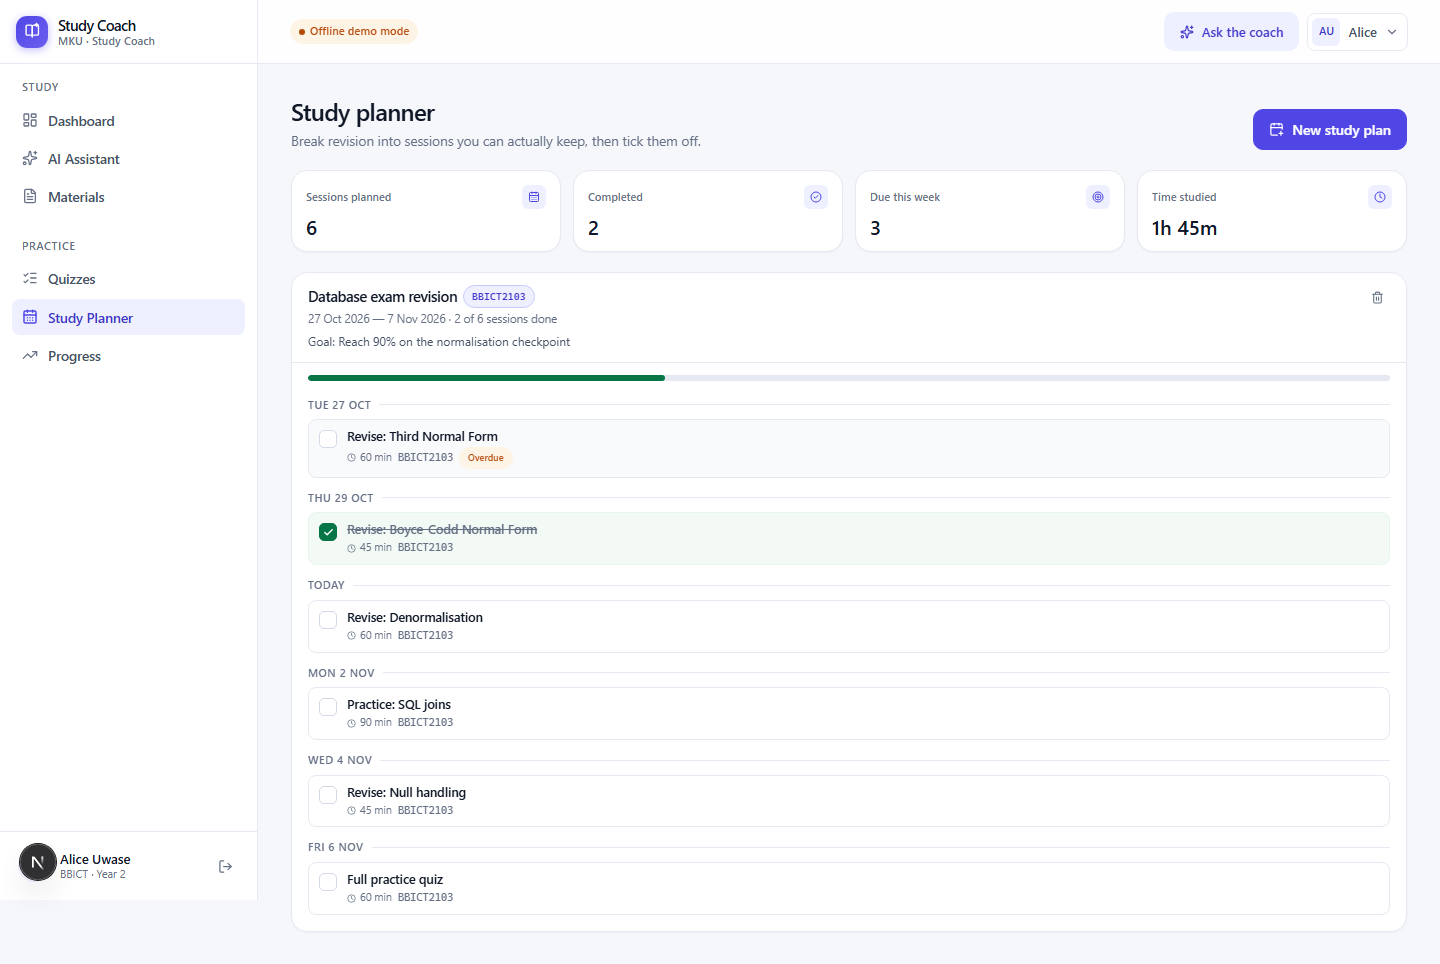 Study Coach
MKU · Study Coach
STUDY
Dashboard
AI Assistant
Materials
PRACTICE
Quizzes
Study Planner
Progress
N
Alice Uwase
BBICT · Year 2
Offline demo mode
Ask the coach
AU
Alice
Study planner
Break revision into sessions you can actually keep, then tick them off.
New study plan
Sessions planned
6
Completed
2
Due this week
3
Time studied
1h 45m
Database exam revision BBICT2103
27 Oct 2026 — 7 Nov 2026 · 2 of 6 sessions done
Goal: Reach 90% on the normalisation checkpoint
TUE 27 OCT
Revise: Third Normal Form
60 min BBICT2103 Overdue
THU 29 OCT
Revise: Boyce-Codd Normal Form
45 min BBICT2103
TODAY
Revise: Denormalisation
60 min BBICT2103
MON 2 NOV
Practice: SQL joins
90 min BBICT2103
WED 4 NOV
Revise: Null handling
45 min BBICT2103
FRI 6 NOV
Full practice quiz
60 min BBICT2103